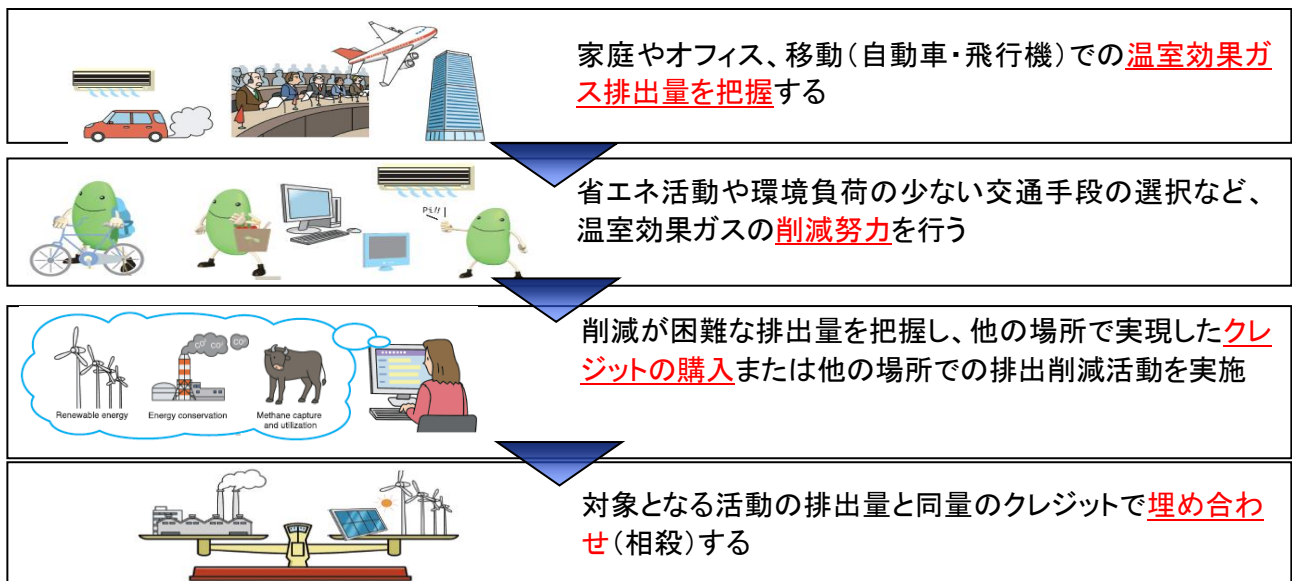 家庭やオフィス、移動（自動車・飛行機）での温室効果ガ
ス排出量を把握する
Pi!!
省エネ活動や環境負荷の少ない交通手段の選択など、
温室効果ガスの削減努力を行う
CO² CO² CO²
Renewable energy
Energy conservation
Methane capture
and utilization
削減が困難な排出量を把握し、他の場所で実現したクレ
ジットの購入または他の場所での排出削減活動を実施
対象となる活動の排出量と同量のクレジットで埋め合わ
せ（相殺）する